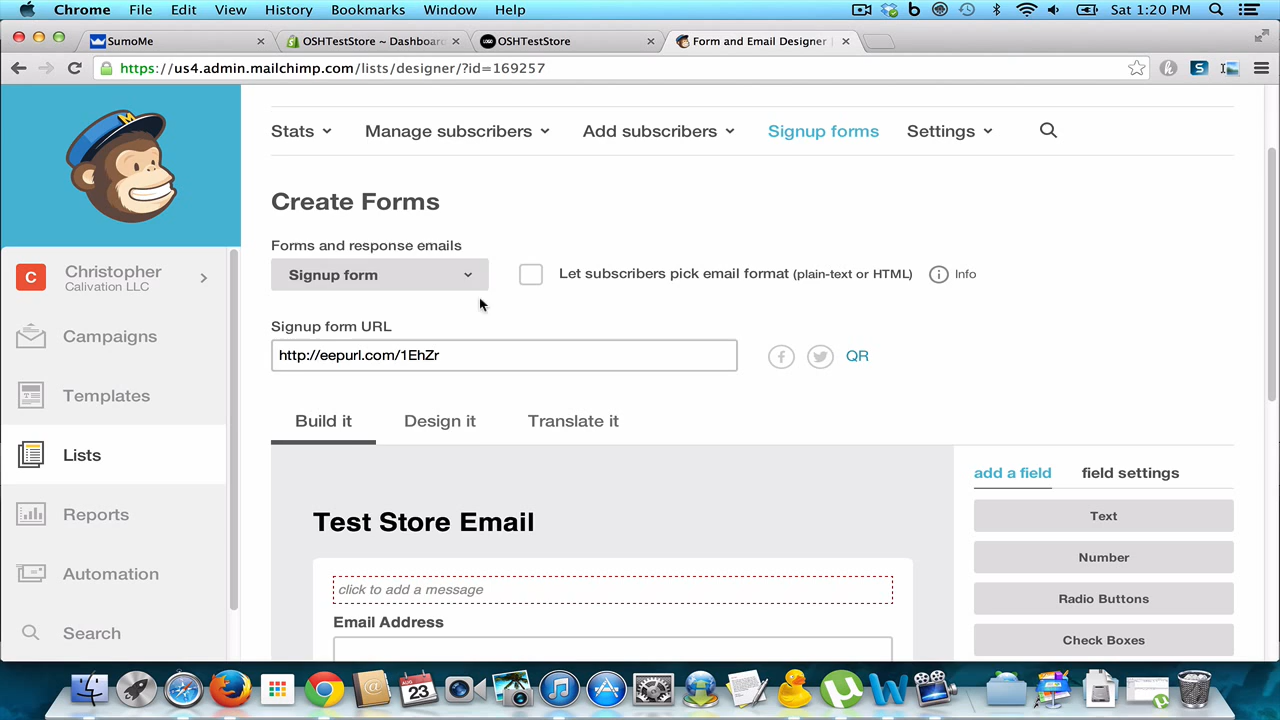 Chrome File Edit View History Bookmarks Window Help Sat 1:20 PM
SumoMe
OSHTestStore ~ Dashboard
OSHTestStore
Form and Email Designer
https://us4.admin.mailchimp.com/lists/designer/?id=169257
Stats Manage subscribers Add subscribers Signup forms Settings
Create Forms
Forms and response emails
Signup form
Let subscribers pick email format (plain-text or HTML)
Info
Signup form URL
http://eepurl.com/1EhZr
QR
Build it Design it Translate it
C
Christopher
Calivation LLC
Campaigns
Templates
Lists
Reports
Automation
Search
Test Store Email
click to add a message
Email Address
add a field field settings
Text
Number
Radio Buttons
Check Boxes
23